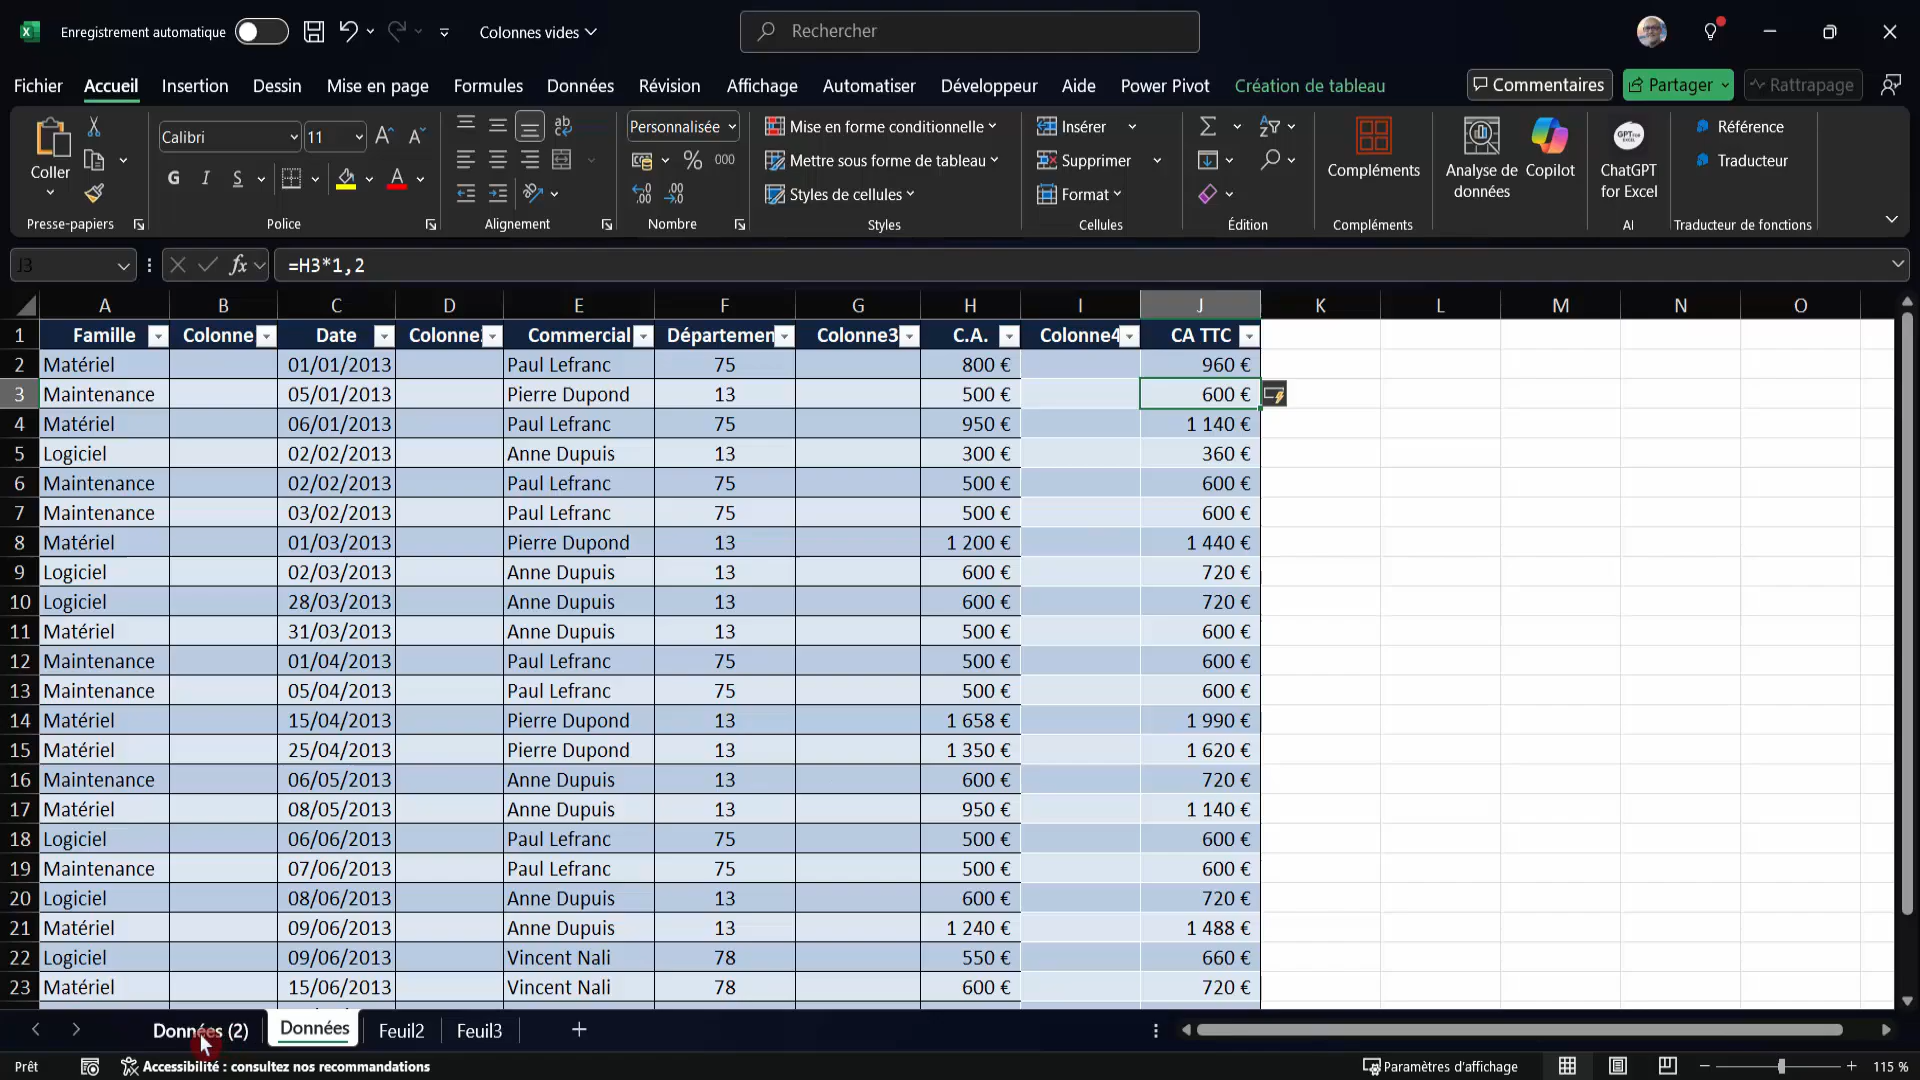 Enregistrement automatique
Colonnes vides
Rechercher
Fichier Accueil Insertion Dessin Mise en page Formules Données Révision Affichage Automatiser Développeur Aide Power Pivot Création de tableau Commentaires Partager Rattrapage
Coller
Presse-papiers
Calibri 11
G I S
Police
Alignement
Personnalisée
% 000
Nombre
Mise en forme conditionnelle
Mettre sous forme de tableau
Styles de cellules
Styles
Insérer
Supprimer
Format
Cellules
Édition
Compléments
Compléments
Analyse de données
Copilot
ChatGPT for Excel
AI
Référence
Traducteur
Traducteur de fonctions
J3 fx =H3*1,2
A B C D E F G H I J K L M N O
1 Famille Colonne Date Colonne Commercial Départemen Colonne3 C.A. Colonne4 CA TTC
2 Matériel 01/01/2013 Paul Lefranc 75 800 € 960 €
3 Maintenance 05/01/2013 Pierre Dupond 13 500 € 600 €
4 Matériel 06/01/2013 Paul Lefranc 75 950 € 1 140 €
5 Logiciel 02/02/2013 Anne Dupuis 13 300 € 360 €
6 Maintenance 02/02/2013 Paul Lefranc 75 500 € 600 €
7 Maintenance 03/02/2013 Paul Lefranc 75 500 € 600 €
8 Matériel 01/03/2013 Pierre Dupond 13 1 200 € 1 440 €
9 Logiciel 02/03/2013 Anne Dupuis 13 600 € 720 €
10 Logiciel 28/03/2013 Anne Dupuis 13 600 € 720 €
11 Matériel 31/03/2013 Anne Dupuis 13 500 € 600 €
12 Maintenance 01/04/2013 Paul Lefranc 75 500 € 600 €
13 Maintenance 05/04/2013 Paul Lefranc 75 500 € 600 €
14 Matériel 15/04/2013 Pierre Dupond 13 1 658 € 1 990 €
15 Matériel 25/04/2013 Pierre Dupond 13 1 350 € 1 620 €
16 Maintenance 06/05/2013 Anne Dupuis 13 600 € 720 €
17 Matériel 08/05/2013 Anne Dupuis 13 950 € 1 140 €
18 Logiciel 06/06/2013 Paul Lefranc 75 500 € 600 €
19 Maintenance 07/06/2013 Paul Lefranc 75 500 € 600 €
20 Logiciel 08/06/2013 Anne Dupuis 13 600 € 720 €
21 Matériel 09/06/2013 Anne Dupuis 13 1 240 € 1 488 €
22 Logiciel 09/06/2013 Vincent Nali 78 550 € 660 €
23 Matériel 15/06/2013 Vincent Nali 78 600 € 720 €
Données (2) Données Feuil2 Feuil3
Prêt Accessibilité : consultez nos recommandations Paramètres d'affichage 115 %